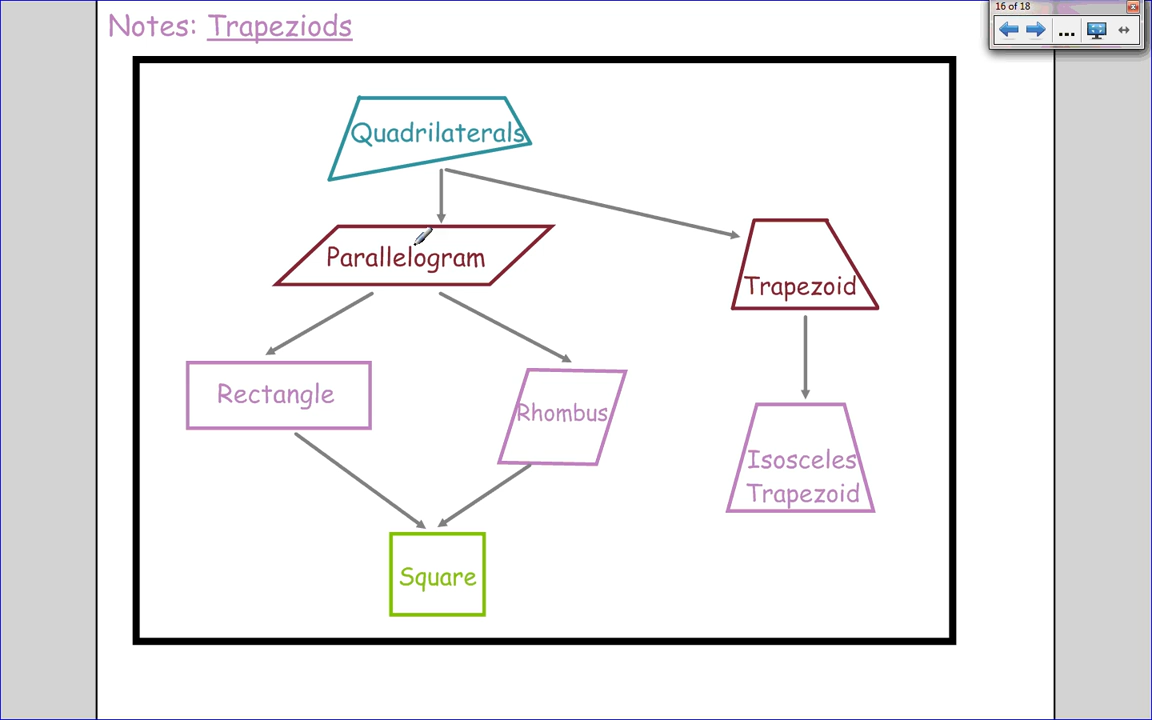 16 of 18
Notes: Trapeziods
Quadrilaterals
Parallelogram
Trapezoid
Rectangle
Rhombus
Isosceles
Trapezoid
Square